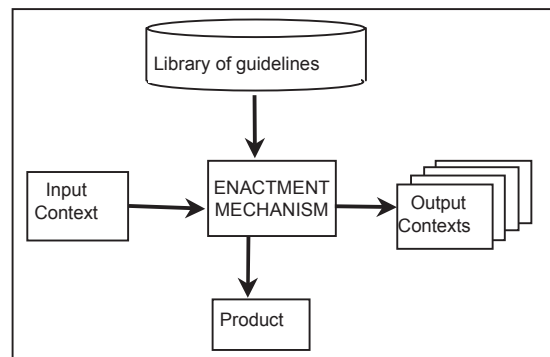 Library of guidelines
Input
Context
ENACTMENT
MECHANISM
Output
Contexts
Product